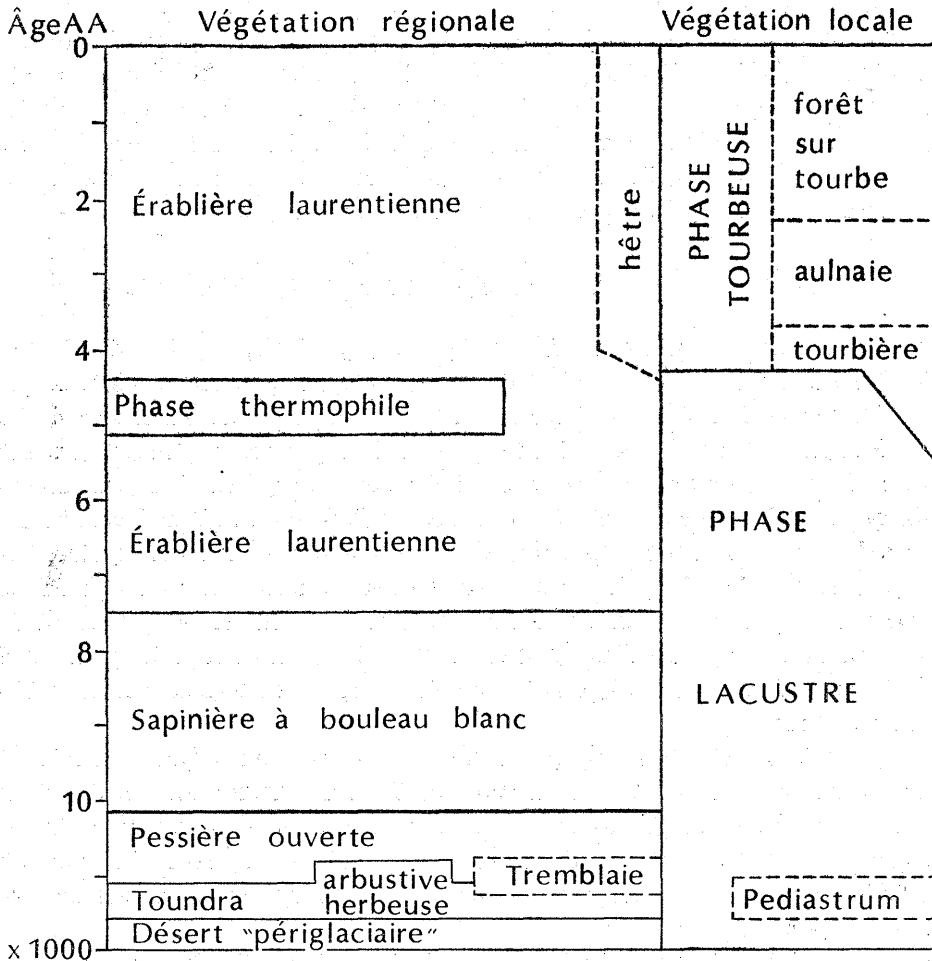 Âge AA Végétation régionale Végétation locale
0
2
4
6
8
10
x 1000
Érablière laurentienne
hêtre
Phase thermophile
Érablière laurentienne
Sapinière à bouleau blanc
Pessière ouverte
arbustive
Tremblaie
Toundra herbeuse
Désert "périglaciaire"
PHASE
TOURBEUSE
forêt
sur
tourbe
aulnaie
tourbière
PHASE
LACUSTRE
Pediastrum